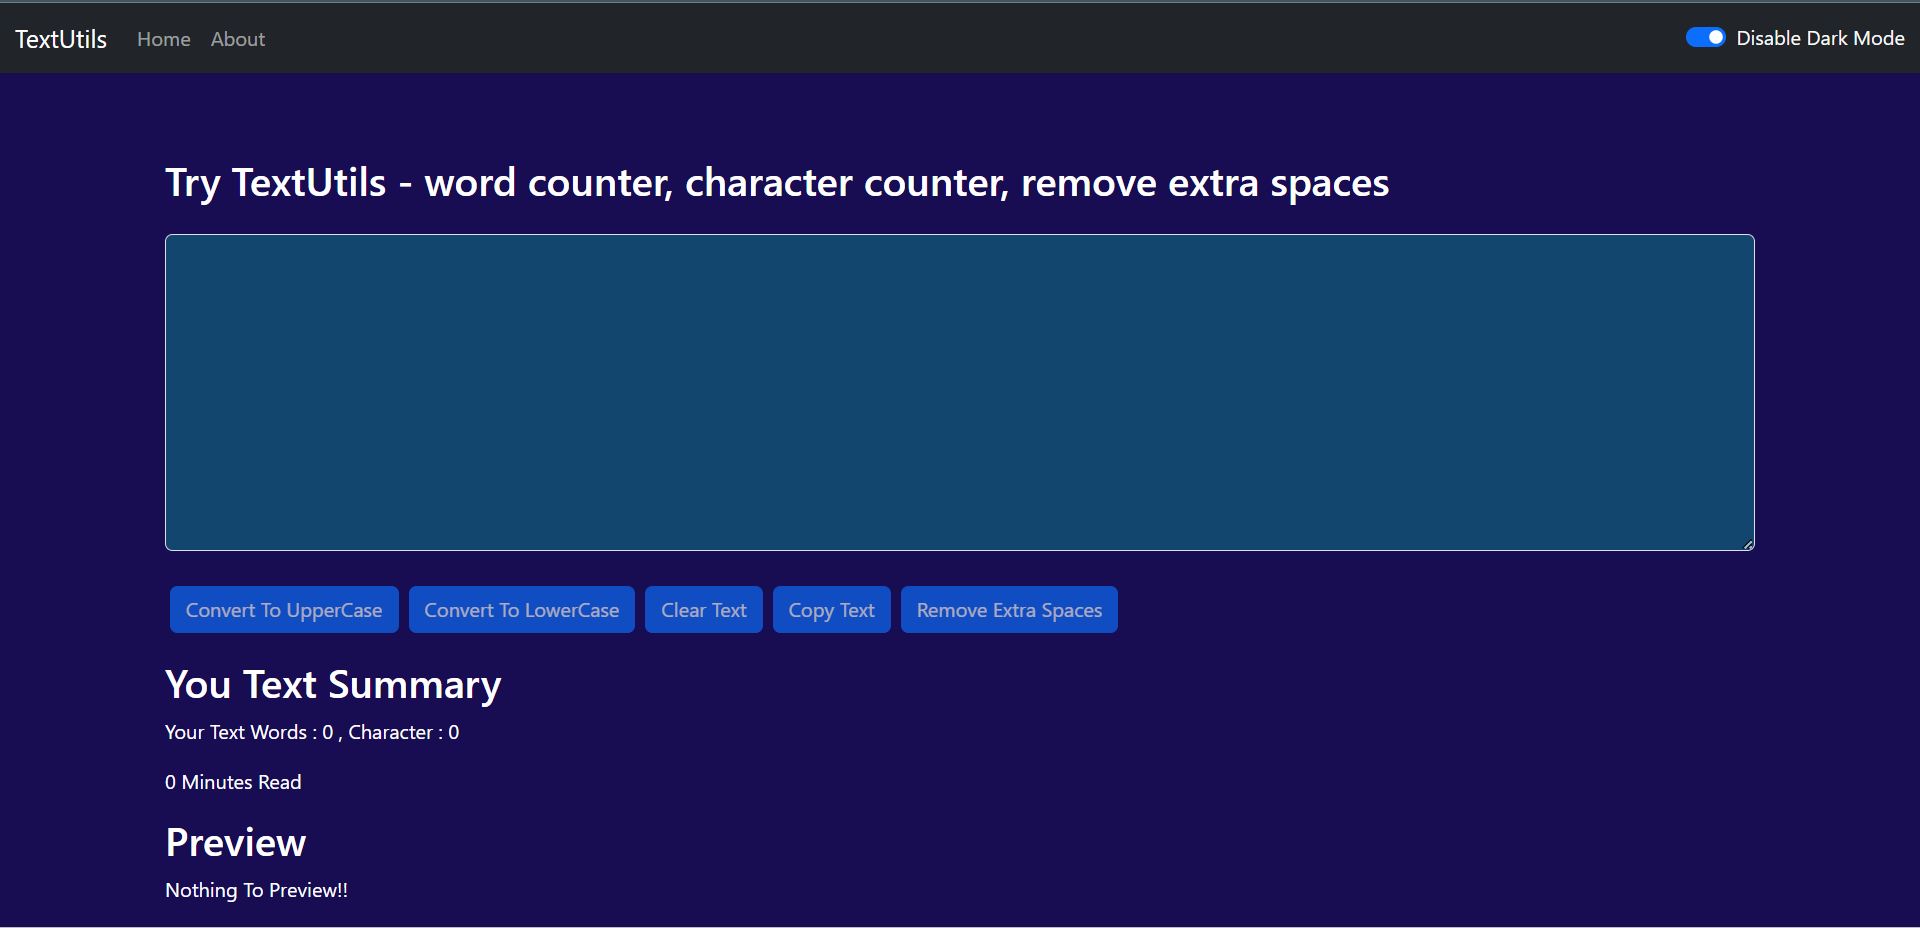 TextUtils Home About Disable Dark Mode
Try TextUtils - word counter, character counter, remove extra spaces
Convert To UpperCase Convert To LowerCase Clear Text Copy Text Remove Extra Spaces
You Text Summary
Your Text Words : 0 , Character : 0
0 Minutes Read
Preview
Nothing To Preview!!